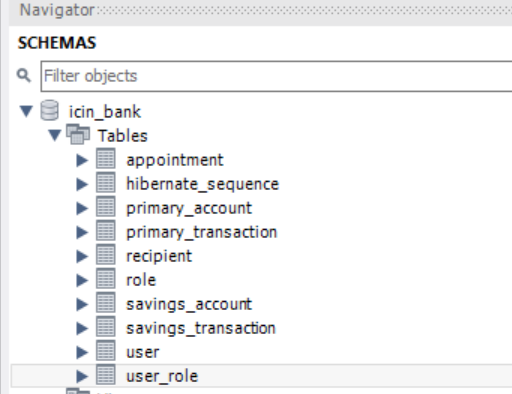 Navigator
SCHEMAS
Filter objects
icin_bank
Tables
appointment
hibernate_sequence
primary_account
primary_transaction
recipient
role
savings_account
savings_transaction
user
user_role